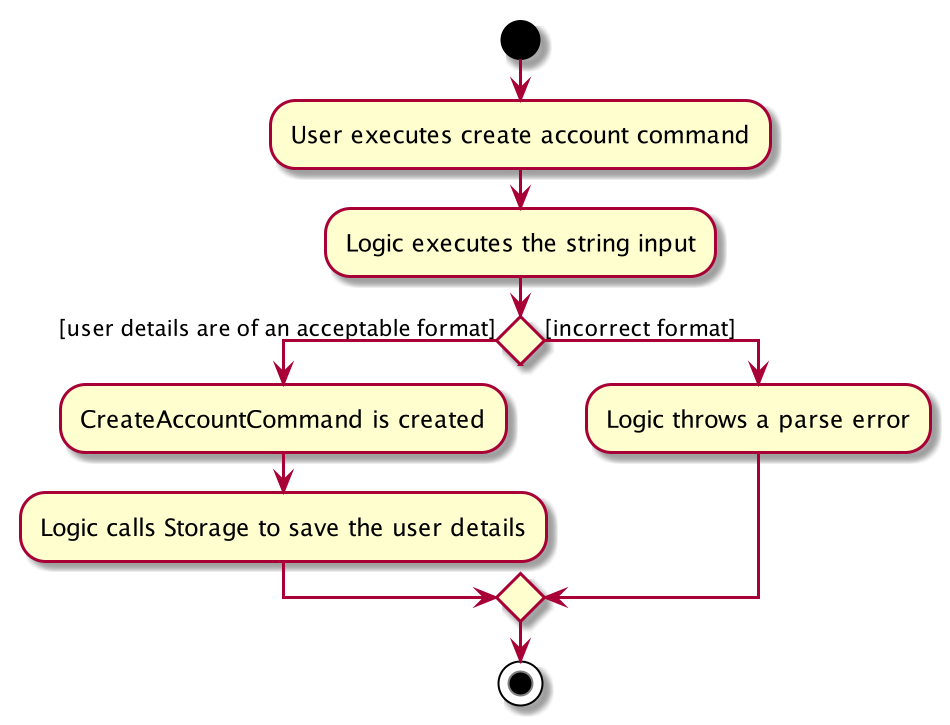 User executes create account command
Logic executes the string input
[user details are of an acceptable format]
[incorrect format]
CreateAccountCommand is created
Logic throws a parse error
Logic calls Storage to save the user details